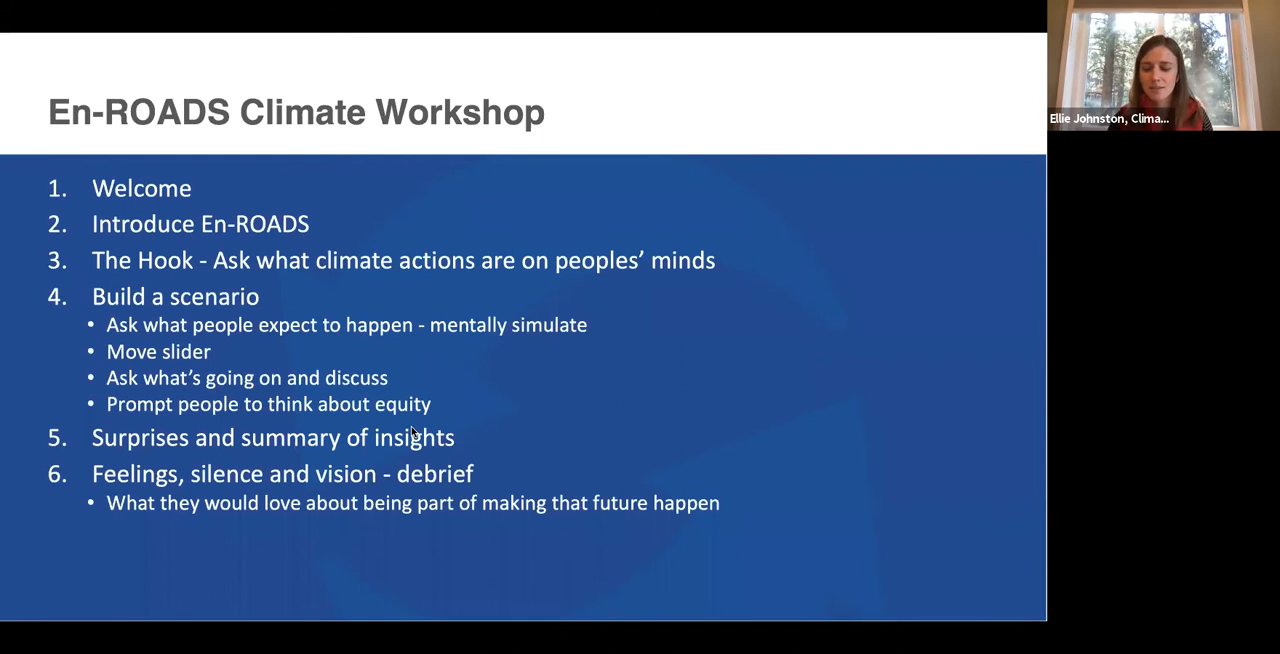 En-ROADS Climate Workshop
1. Welcome
2. Introduce En-ROADS
3. The Hook - Ask what climate actions are on peoples’ minds
4. Build a scenario
• Ask what people expect to happen - mentally simulate
• Move slider
• Ask what’s going on and discuss
• Prompt people to think about equity
5. Surprises and summary of insights
6. Feelings, silence and vision - debrief
• What they would love about being part of making that future happen
Ellie Johnston, Clima...